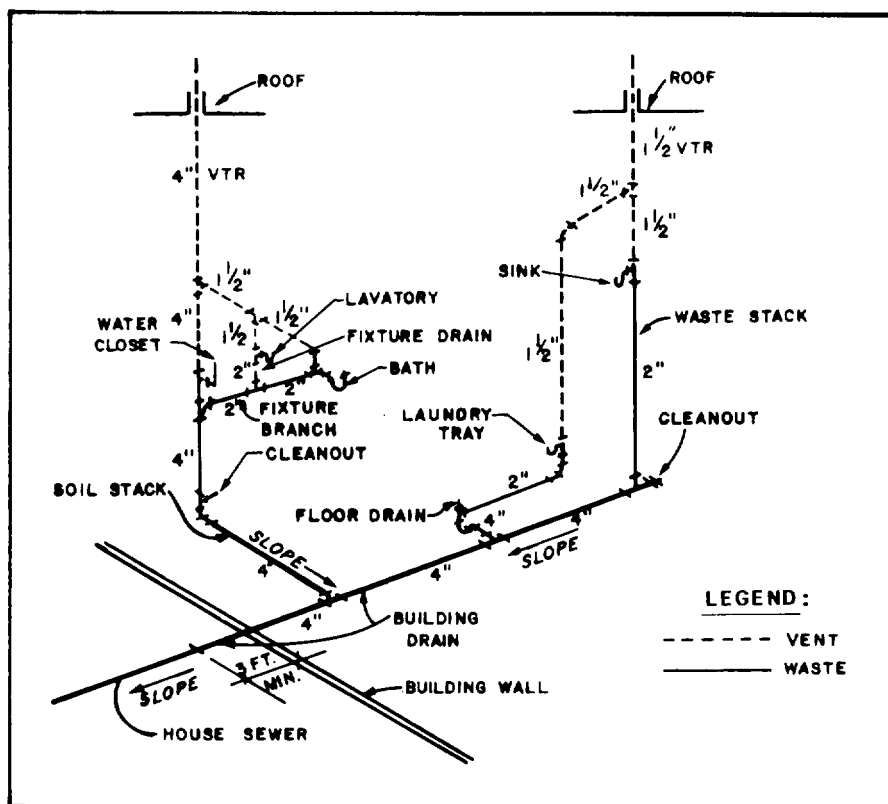 ROOF
ROOF
4" VTR
1 1/2" VTR
1 1/2"
1 1/2"
1 1/2"
1 1/2"
SINK
LAVATORY
WATER
CLOSET
4"
1 1/2
FIXTURE DRAIN
WASTE STACK
1 1/2"
2"
2"
BATH
2"
2"
FIXTURE
BRANCH
LAUNDRY
TRAY
CLEANOUT
4"
CLEANOUT
SOIL STACK
2"
FLOOR DRAIN
4"
4"
SLOPE
SLOPE
4"
4"
4"
BUILDING
DRAIN
LEGEND:
VENT
WASTE
3 FT.
MIN.
SLOPE
BUILDING WALL
HOUSE SEWER